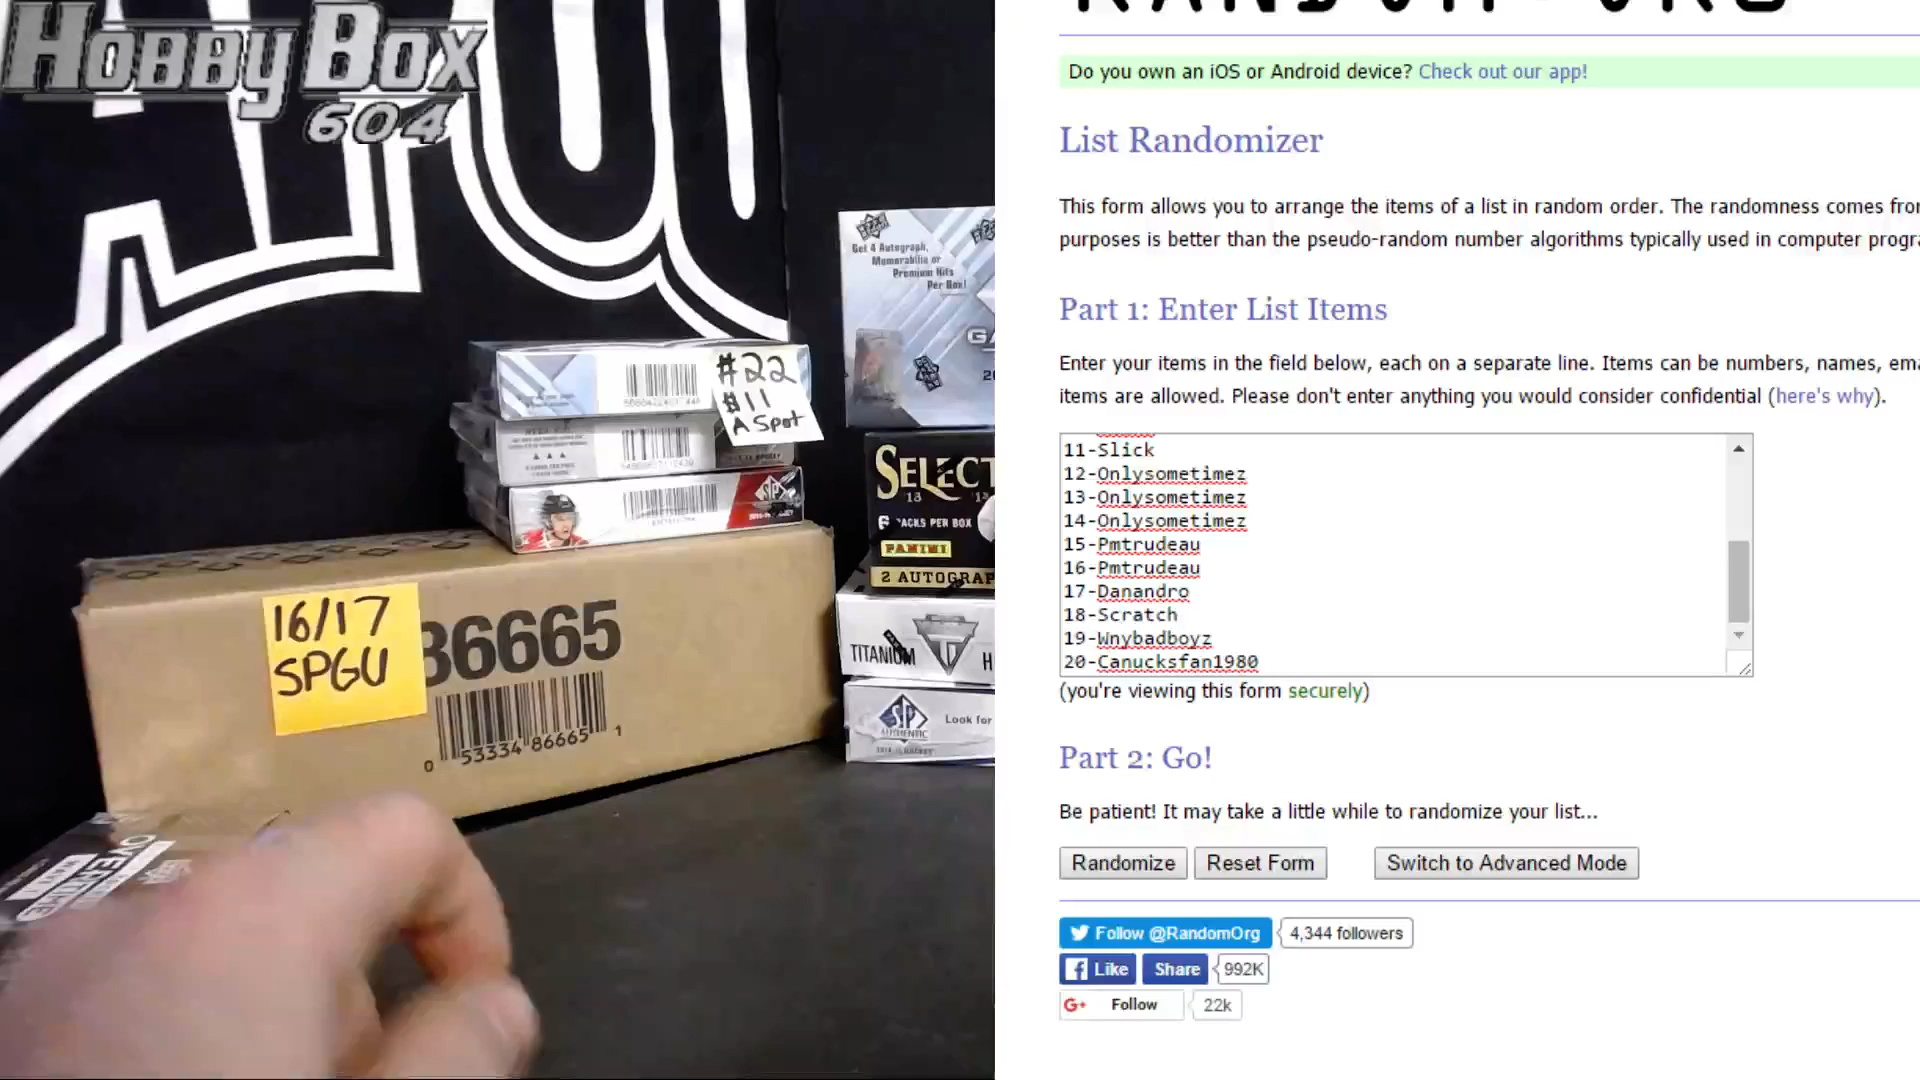 HobbyBox
604
Get 4 Autograph,
Memorabilia or
Premium Hits
Per Box!
#22
$11
A Spot
SELECT
PACKS PER BOX
PANINI
2 AUTOGRAP
16/17
SPGU
86665
0 53334 86665 1
TITANIUM
SP
AUTHENTIC
Look for
RANDOM.ORG
Do you own an iOS or Android device? Check out our app!
List Randomizer
This form allows you to arrange the items of a list in random order. The randomness comes from
purposes is better than the pseudo-random number algorithms typically used in computer progra
Part 1: Enter List Items
Enter your items in the field below, each on a separate line. Items can be numbers, names, ema
items are allowed. Please don't enter anything you would consider confidential (here's why).
11-Slick
12-Onlysometimez
13-Onlysometimez
14-Onlysometimez
15-Pmtrudeau
16-Pmtrudeau
17-Danandro
18-Scratch
19-Wnybadboyz
20-Canucksfan1980
(you're viewing this form securely)
Part 2: Go!
Be patient! It may take a little while to randomize your list...
Randomize Reset Form Switch to Advanced Mode
Follow @RandomOrg 4,344 followers
Like Share 992K
G+ Follow 22k